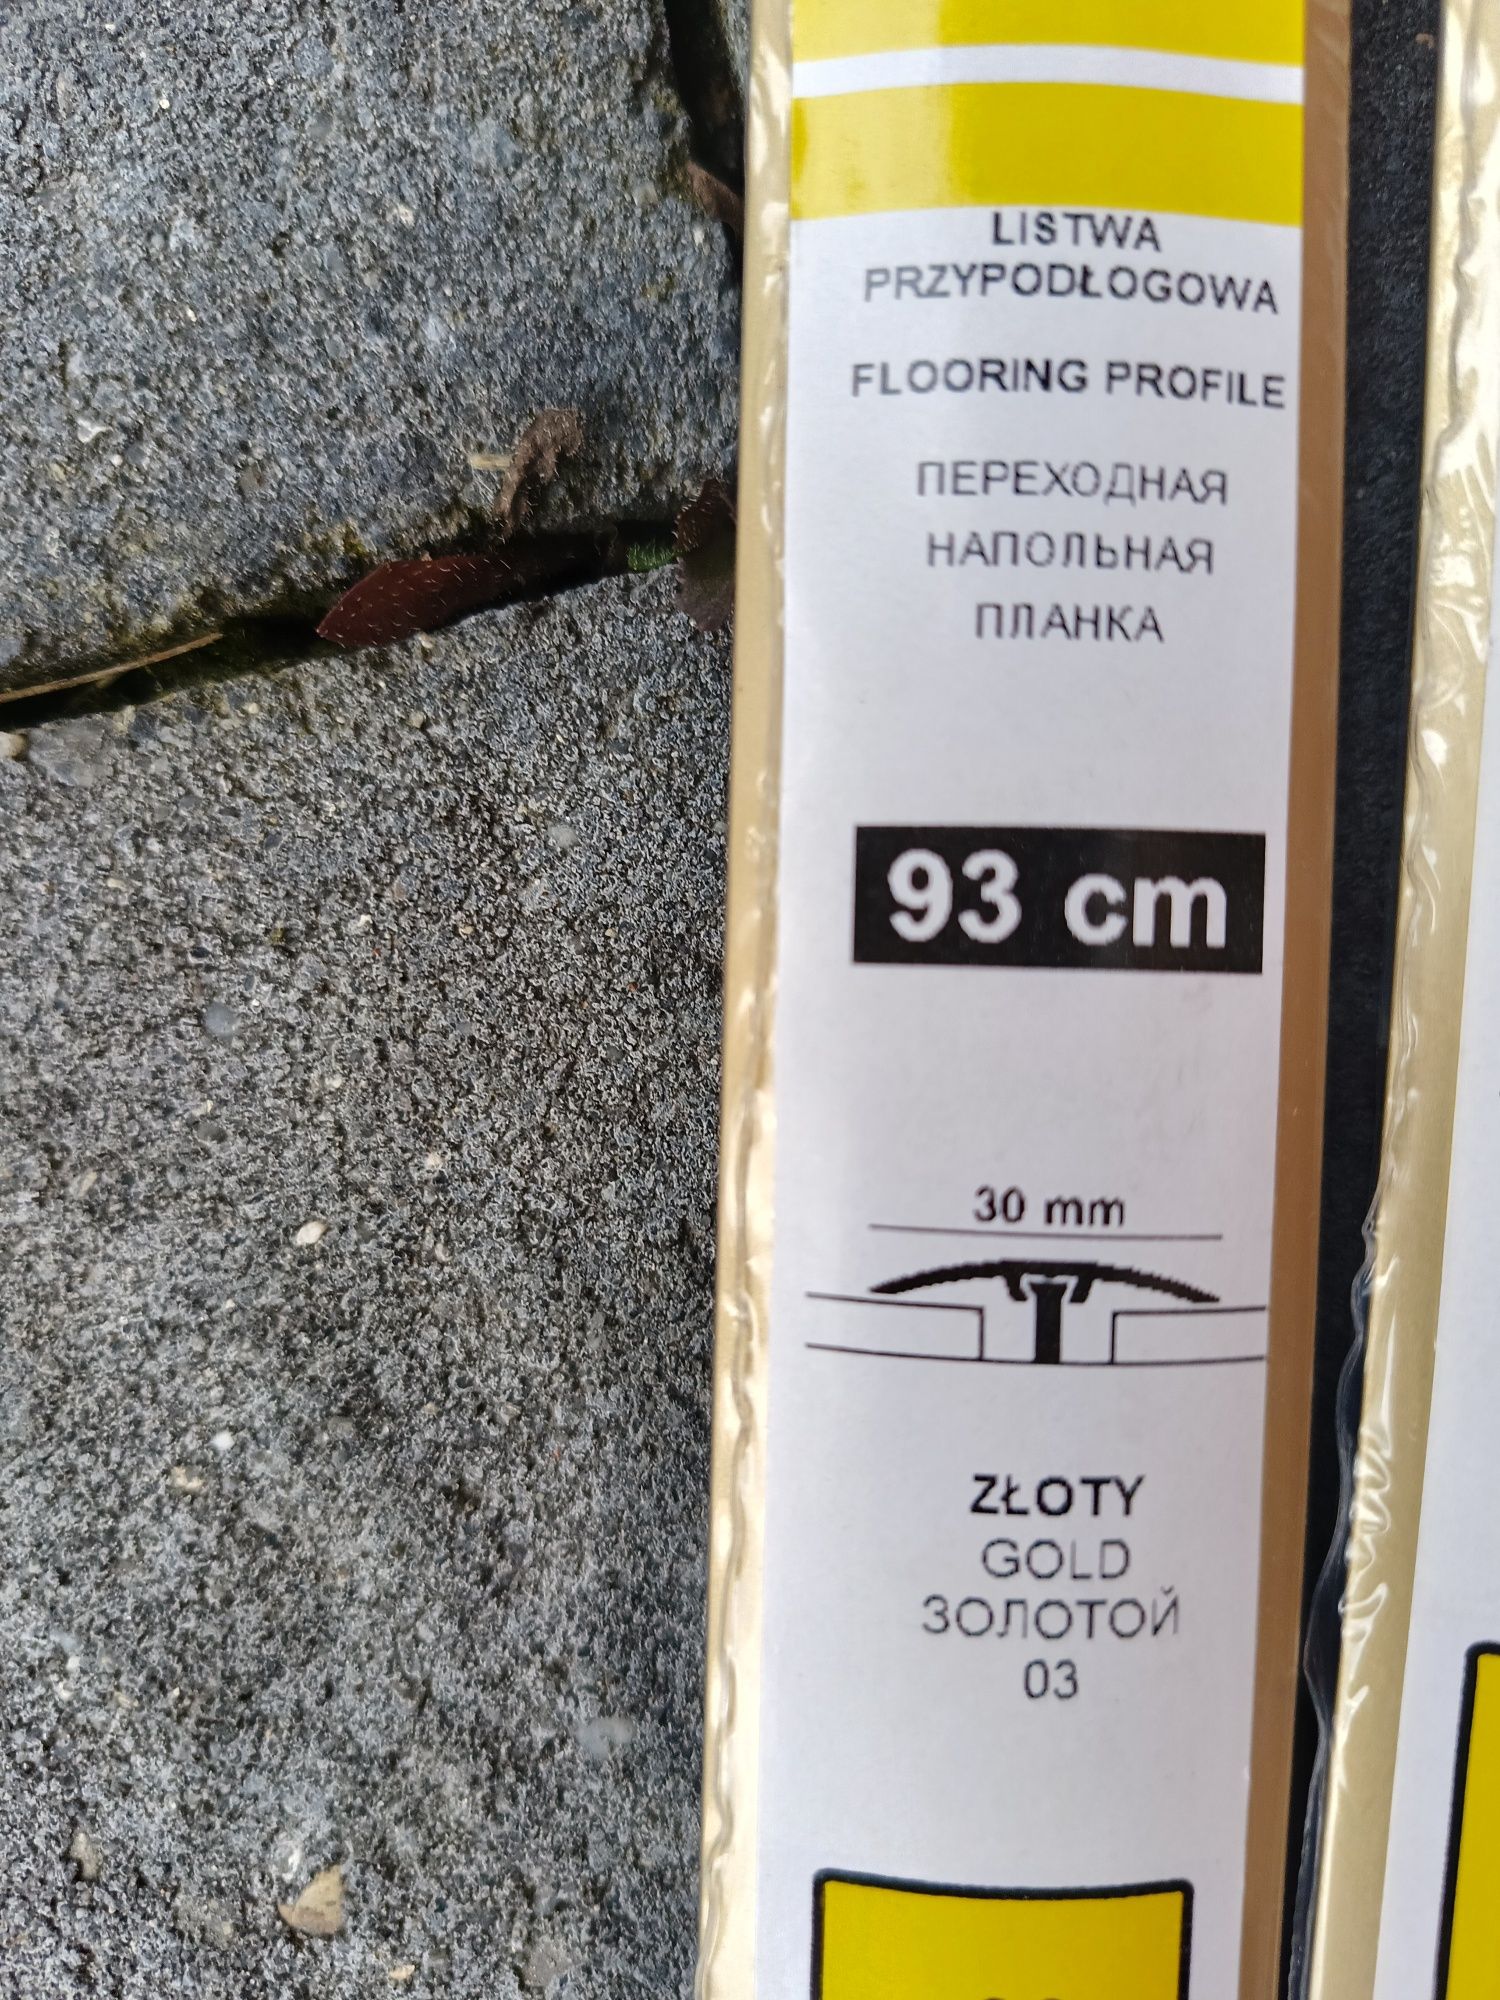 LISTWA
PRZYPODŁOGOWA
FLOORING PROFILE
ПЕРЕХОДНАЯ
НАПОЛЬНАЯ
ПЛАНКА
93 cm
30 mm
ZŁOTY
GOLD
ЗОЛОТОЙ
03